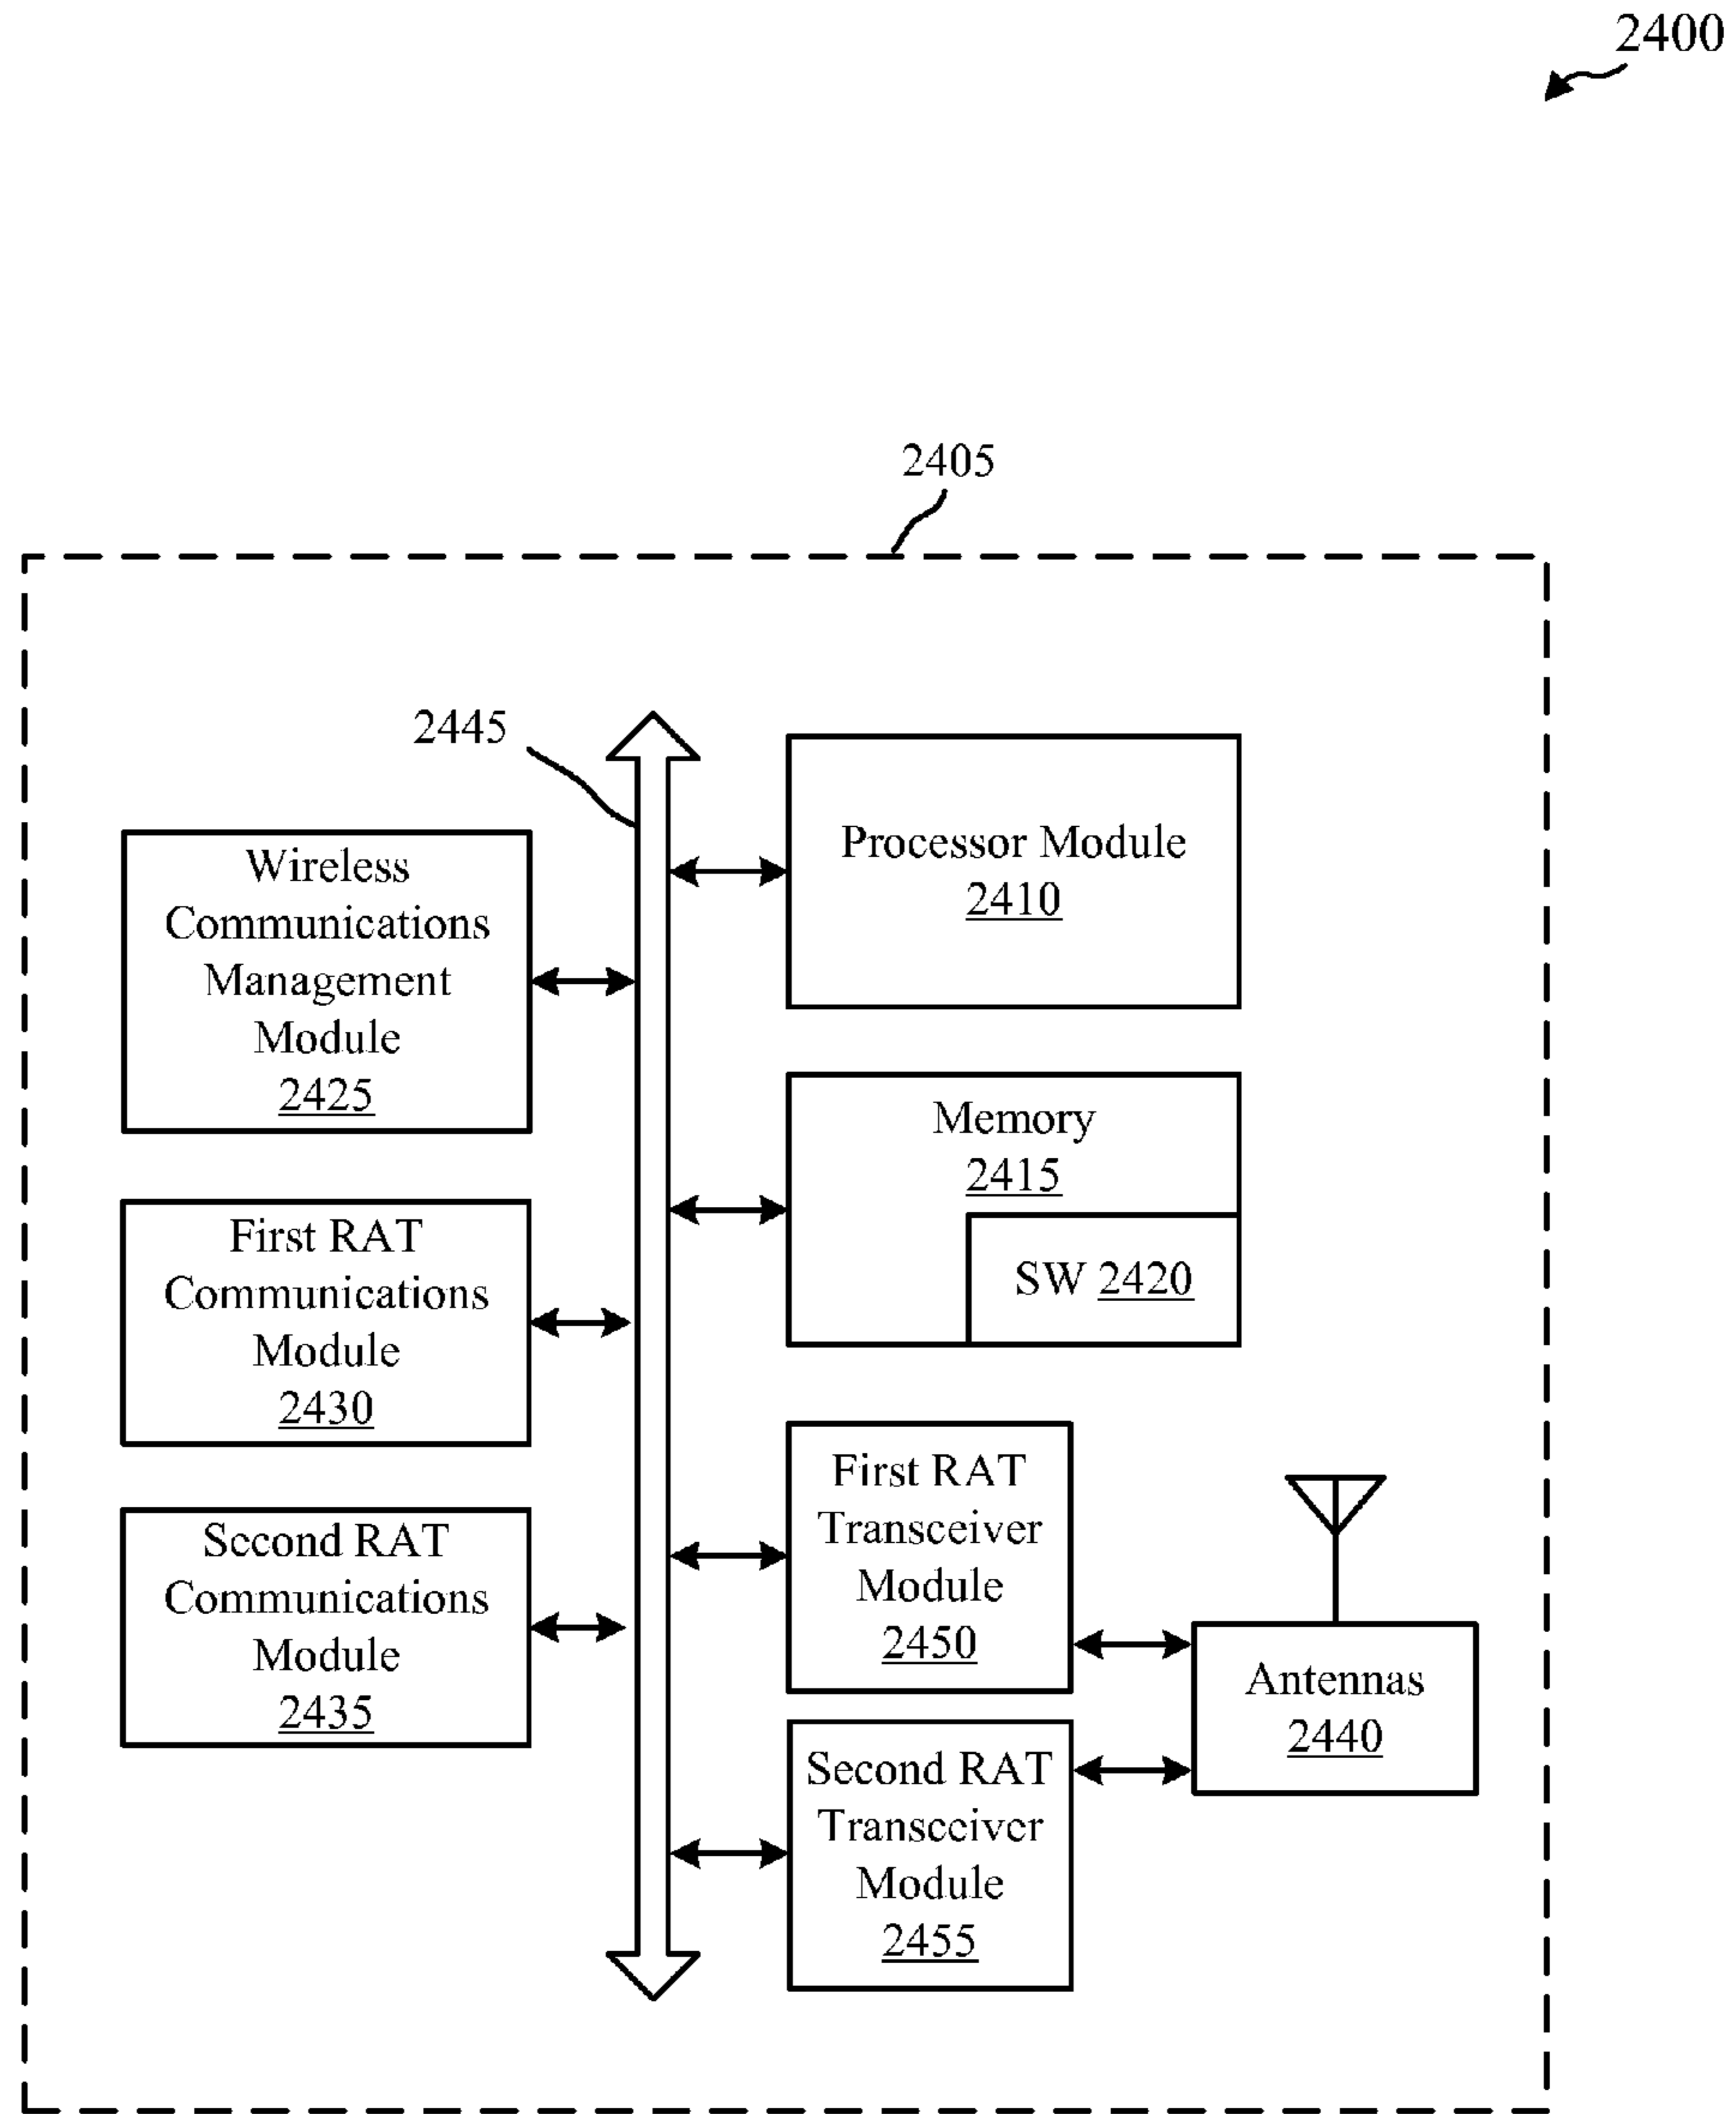 2400
2405
2445
Wireless
Communications
Management
Module
2425
First RAT
Communications
Module
2430
Second RAT
Communications
Module
2435
Processor Module
2410
Memory
2415
SW 2420
First RAT
Transceiver
Module
2450
Second RAT
Transceiver
Module
2455
Antennas
2440